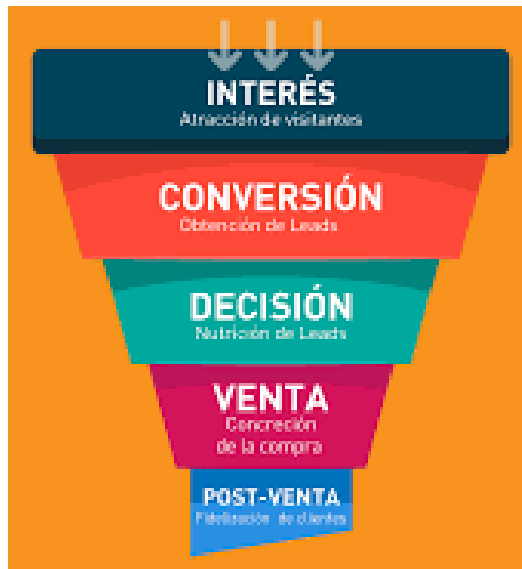 INTERÉS
Atracción de visitantes
CONVERSIÓN
Obtención de Leads
DECISIÓN
Nutrición de Leads
VENTA
Concreción
de la compra
POST-VENTA
Fidelización de clientes